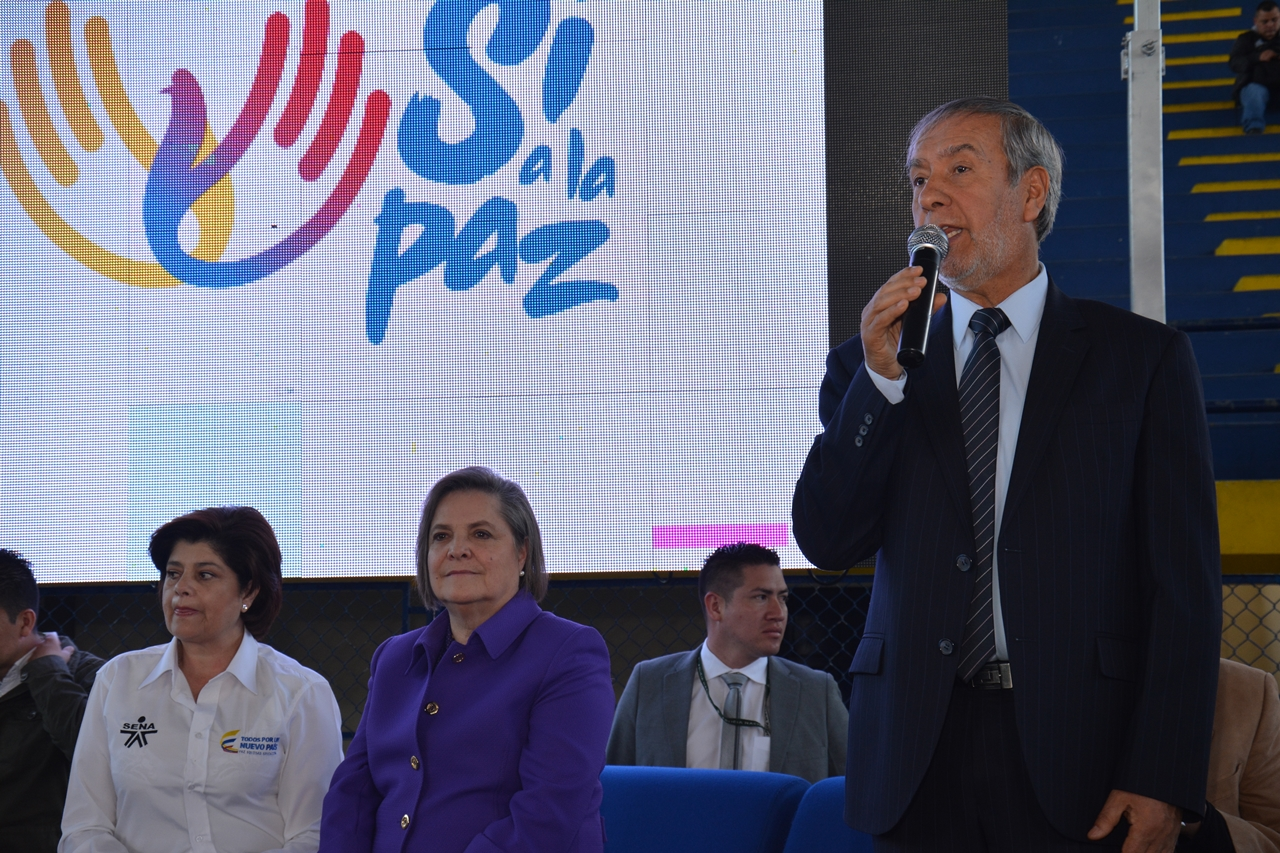 Sí
a la
paz
SENA
TODOS POR UN
NUEVO PAÍS